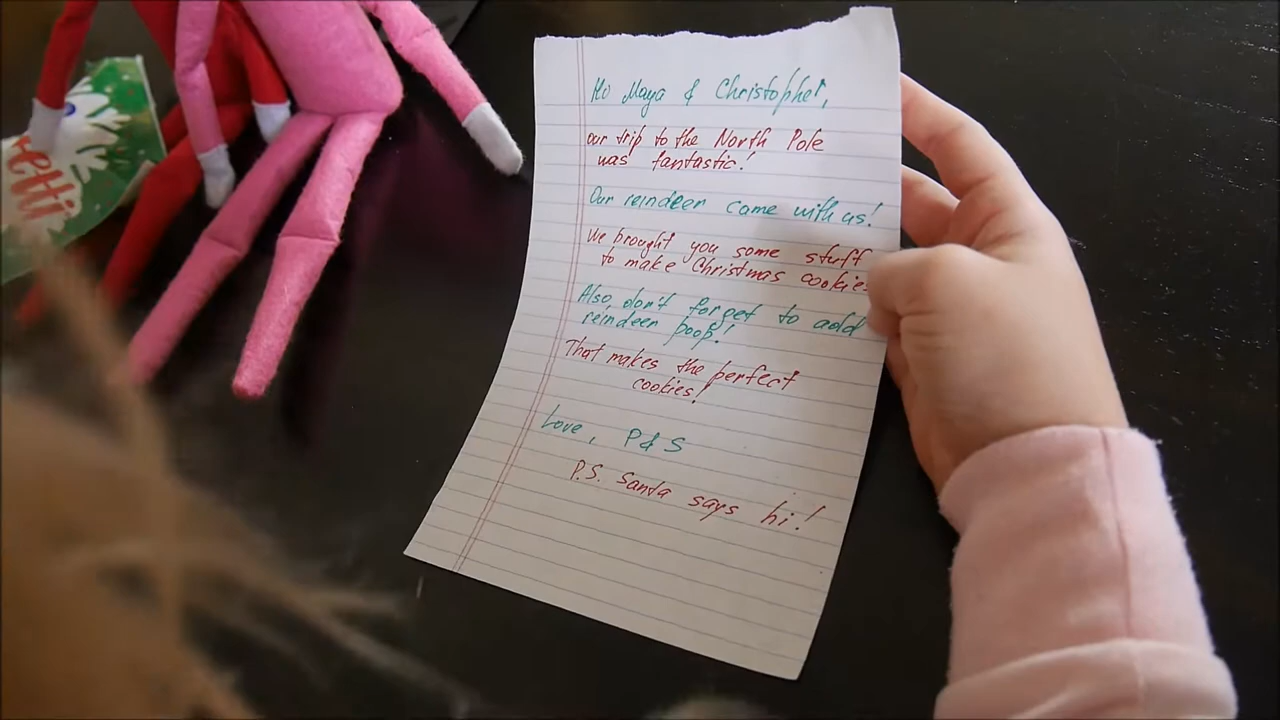 Hi Maya & Christopher,
our trip to the North Pole
was fantastic!
Our reindeer came with us!
We brought you some stuff
to make Christmas cookies
Also don't forget to add
reindeer poop!
That makes the perfect
cookies!
Love, P & S
P.S. Santa says hi!
etti